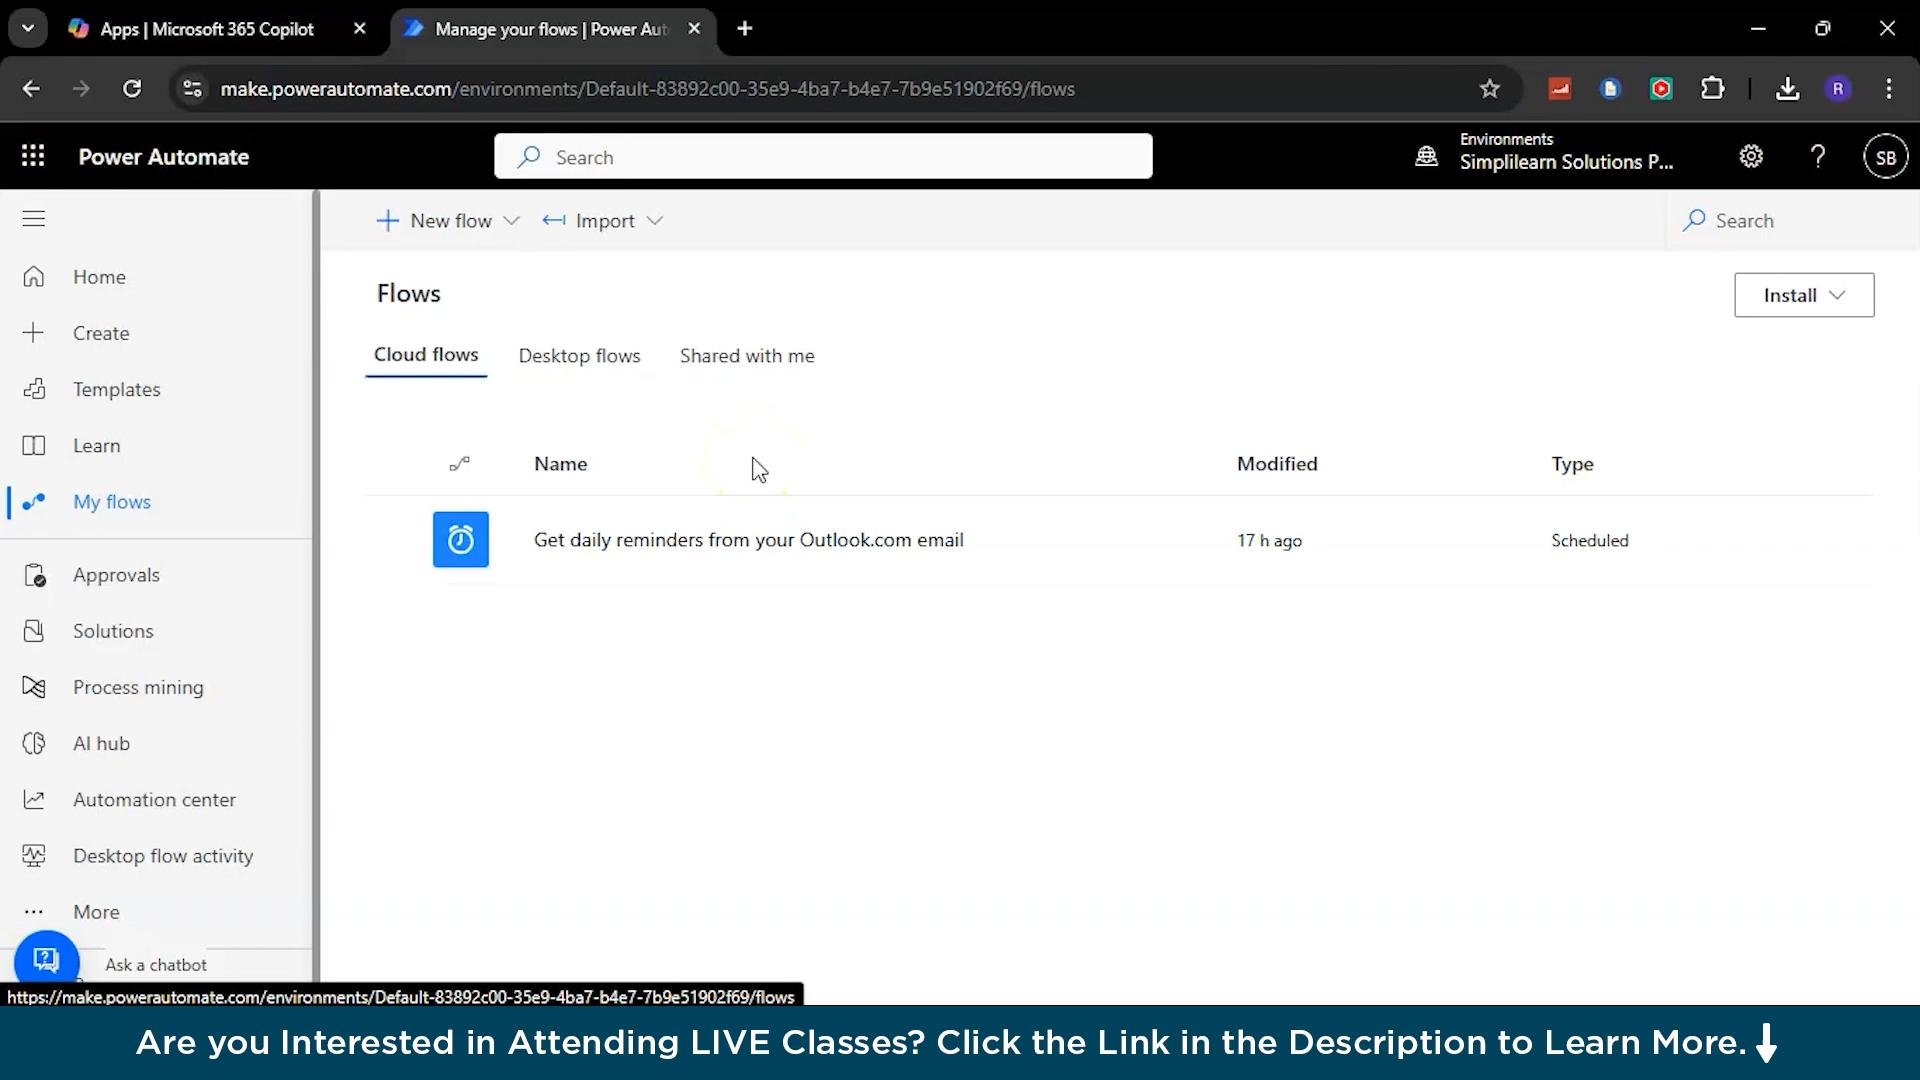 Apps | Microsoft 365 Copilot
Manage your flows | Power Aut
make.powerautomate.com/environments/Default-83892c00-35e9-4ba7-b4e7-7b9e51902f69/flows
R
Power Automate
Search
Environments
Simplilearn Solutions P...
?
SB
New flow
Import
Search
Home
Create
Templates
Learn
My flows
Approvals
Solutions
Process mining
AI hub
Automation center
Desktop flow activity
More
Ask a chatbot
Flows
Install
Cloud flows
Desktop flows
Shared with me
Name
Modified
Type
Get daily reminders from your Outlook.com email
17 h ago
Scheduled
https://make.powerautomate.com/environments/Default-83892c00-35e9-4ba7-b4e7-7b9e51902f69/flows
Are you Interested in Attending LIVE Classes? Click the Link in the Description to Learn More.